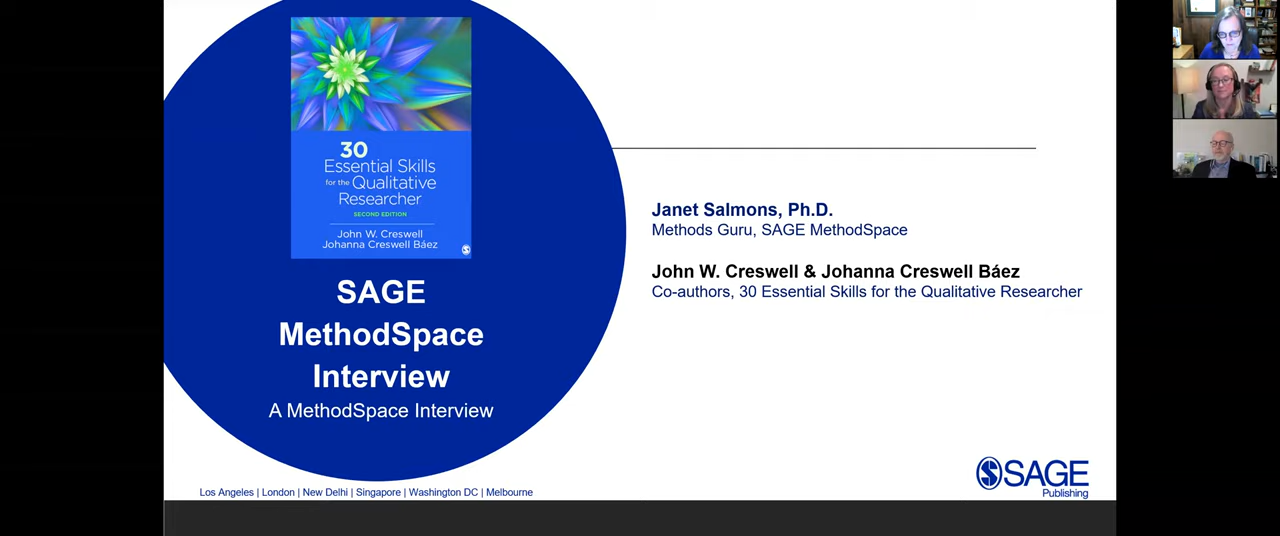 30
Essential Skills
for the Qualitative
Researcher
SECOND EDITION
John W. Creswell
Johanna Creswell Báez
SAGE
MethodSpace
Interview
A MethodSpace Interview
Janet Salmons, Ph.D.
Methods Guru, SAGE MethodSpace
John W. Creswell & Johanna Creswell Báez
Co-authors, 30 Essential Skills for the Qualitative Researcher
Los Angeles | London | New Delhi | Singapore | Washington DC | Melbourne
SAGE
Publishing